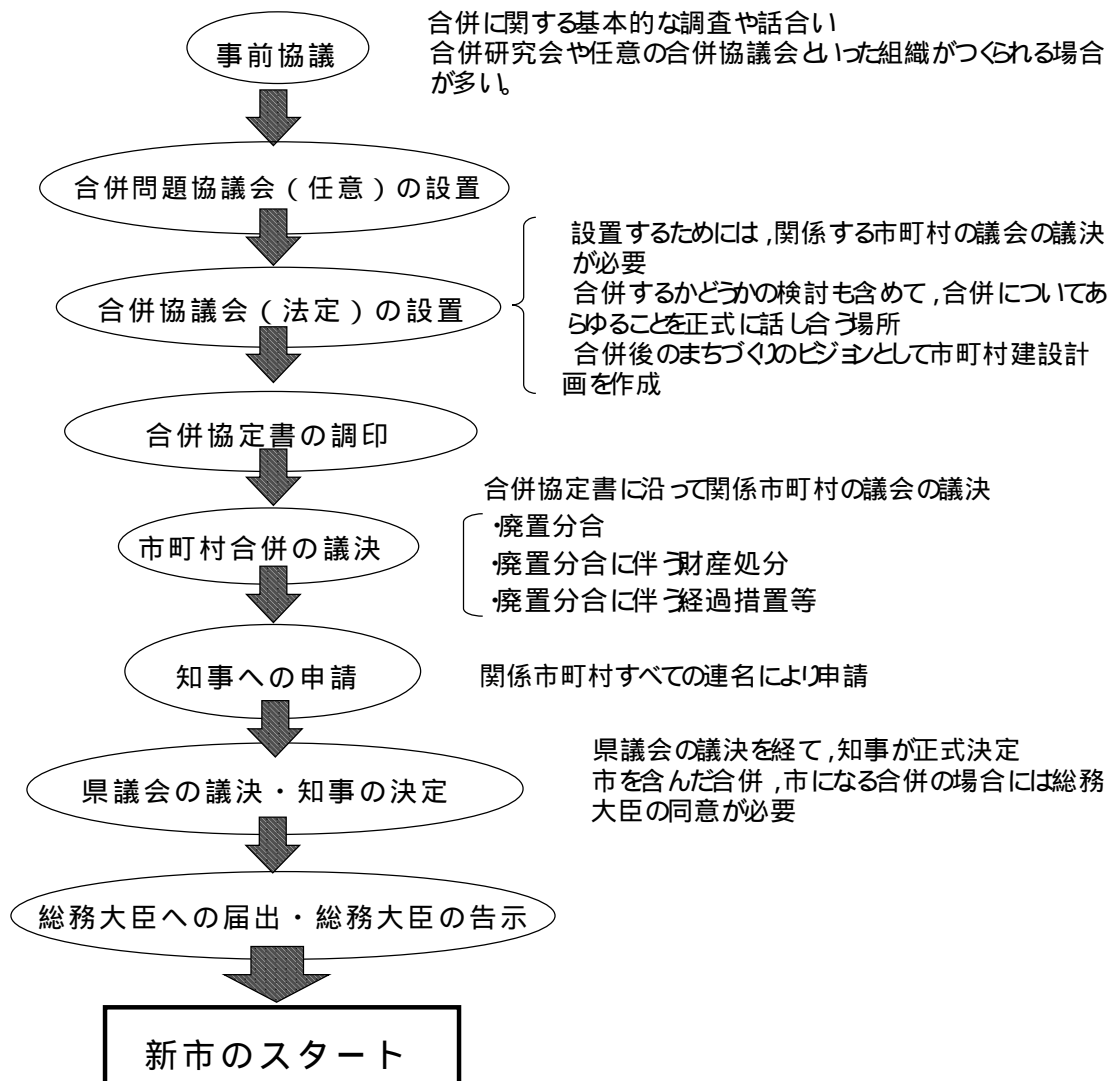 事前協議
合併に関する基本的な調査や話合い
合併研究会や任意の合併協議会といった組織がつくられる場合
が多い。
合併問題協議会(任意)の設置
合併協議会(法定)の設置
設置するためには,関係する市町村の議会の議決
が必要
合併するかどうかの検討も含めて,合併についてあ
らゆることを正式に話し合う場所
合併後のまちづくりのビジョンとして市町村建設計
画を作成
合併協定書の調印
市町村合併の議決
合併協定書に沿って関係市町村の議会の議決
・廃置分合
・廃置分合に伴う財産処分
・廃置分合に伴う経過措置等
知事への申請
関係市町村すべての連名により申請
県議会の議決・知事の決定
県議会の議決を経て,知事が正式決定
市を含んだ合併,市になる合併の場合には総務
大臣の同意が必要
総務大臣への届出・総務大臣の告示
新市のスタート